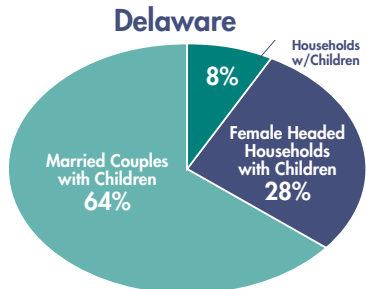 Delaware
Households
w/Children
8%
Female Headed
Households
with Children
28%
Married Couples
with Children
64%